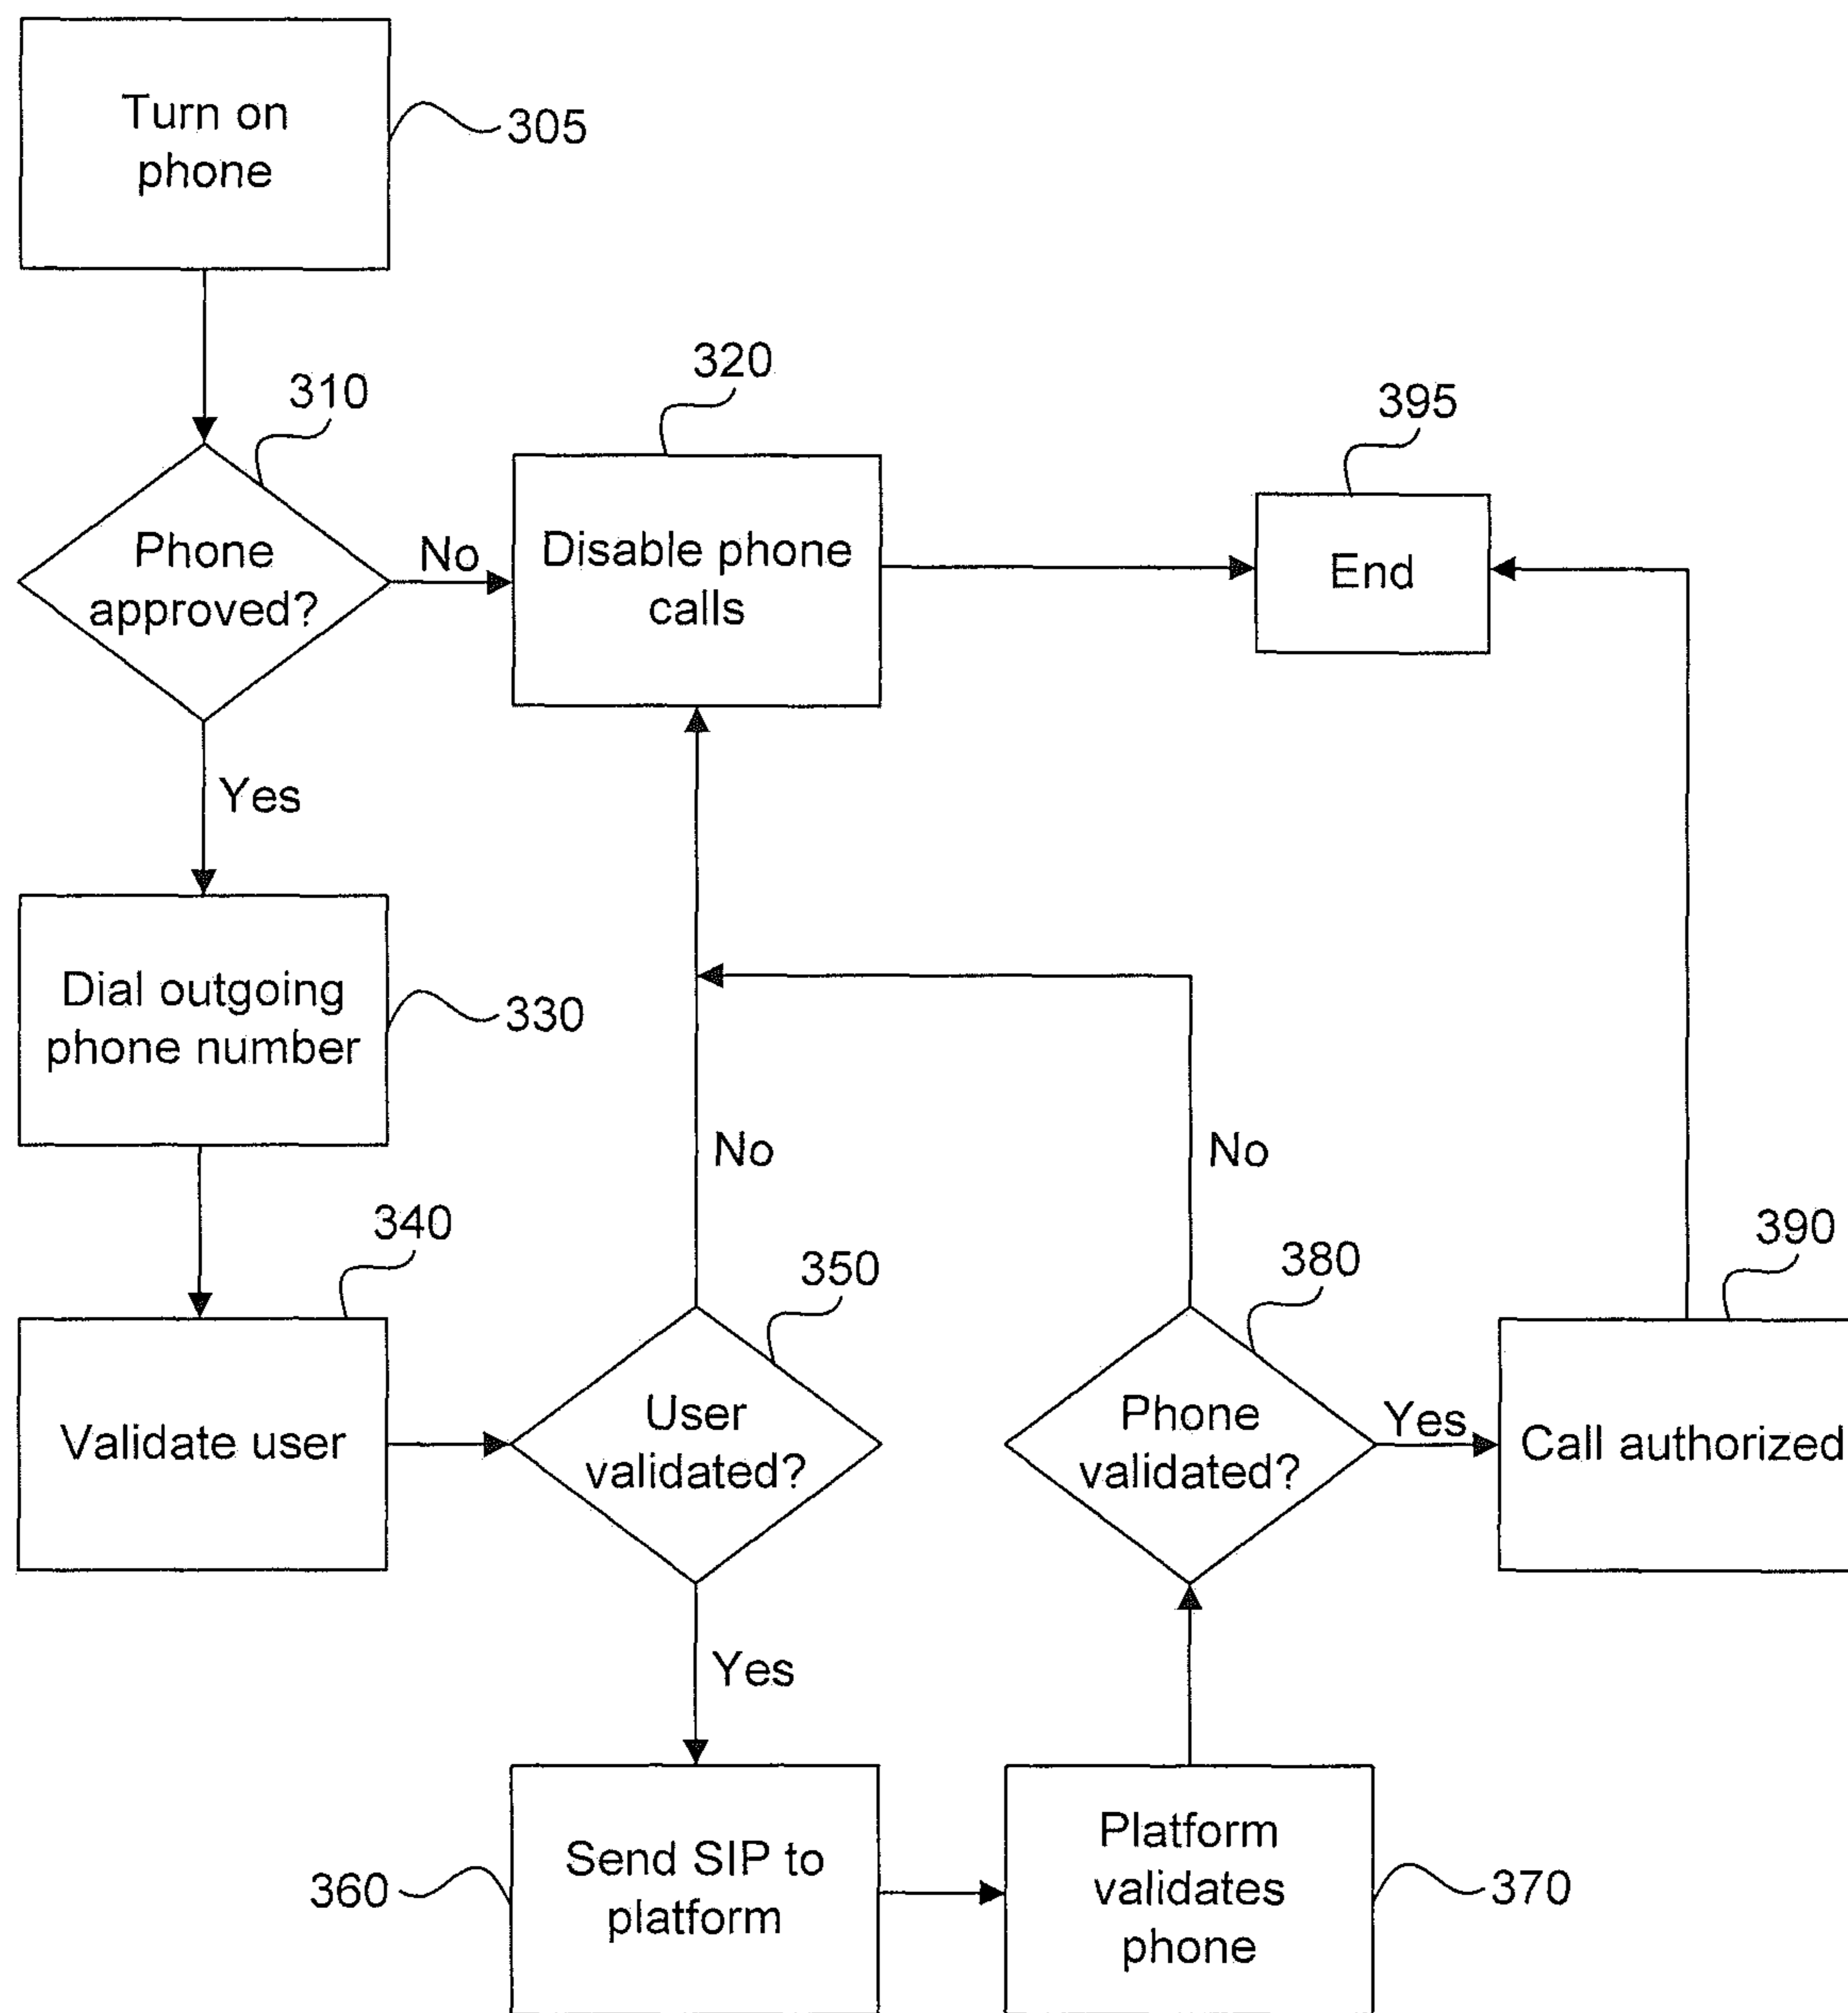 Turn on
phone
305
310
Phone
approved?
No
320
Disable phone
calls
395
End
Yes
Dial outgoing
phone number
330
340
Validate user
350
User
validated?
No
Yes
360
Send SIP to
platform
Platform
validates
phone
370
380
Phone
validated?
No
Yes
390
Call authorized